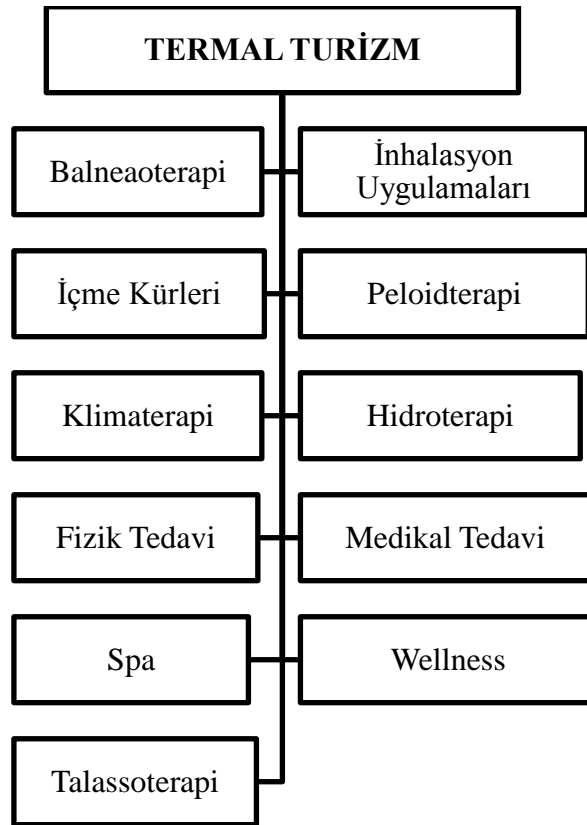 TERMAL TURİZM
Balneaoterapi
İnhalasyon
Uygulamaları
İçme Kürleri
Peloidterapi
Klimaterapi
Hidroterapi
Fizik Tedavi
Medikal Tedavi
Spa
Wellness
Talassoterapi